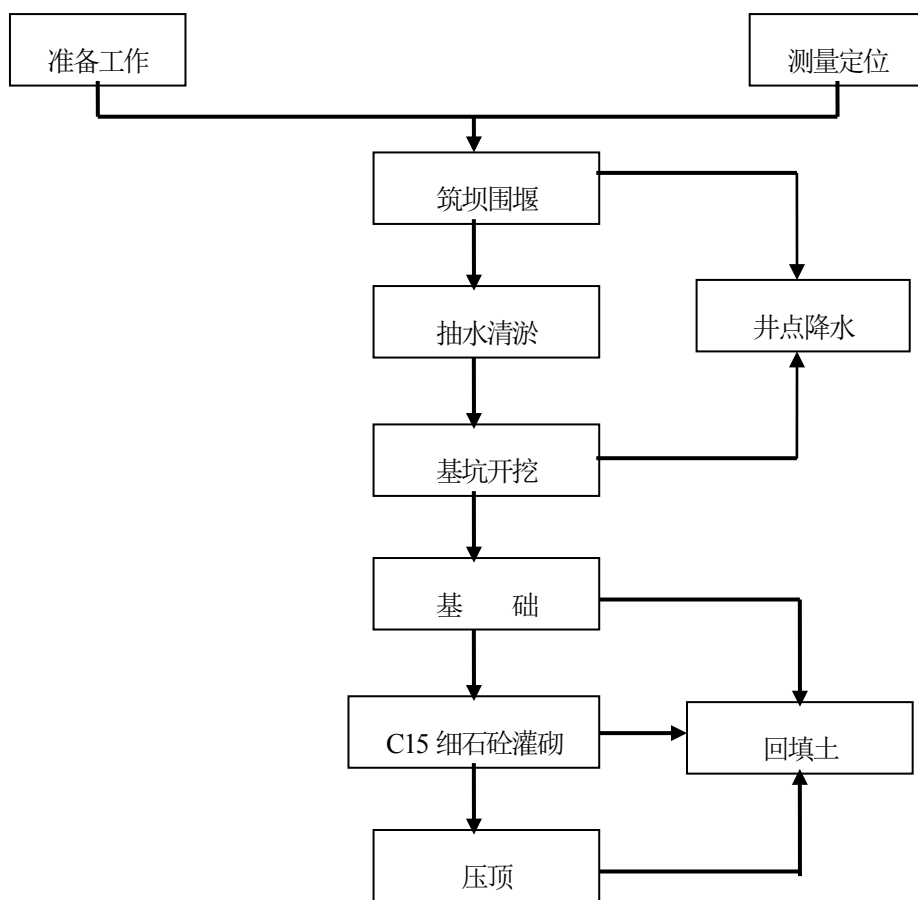 准备工作
测量定位
筑坝围堰
井点降水
抽水清淤
基坑开挖
基 础
C15 细石砼灌砌
回填土
压顶